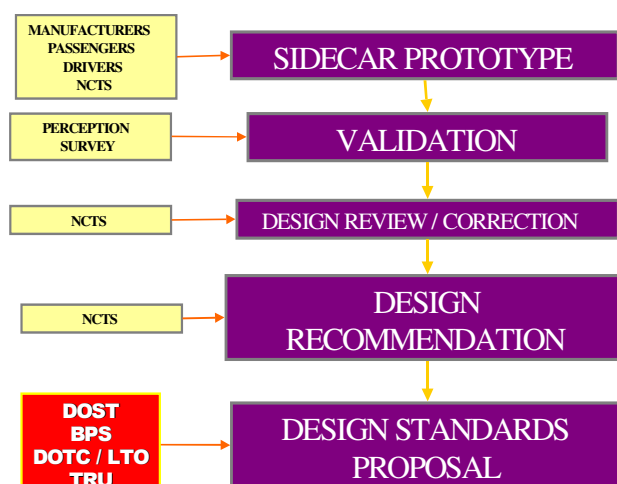 MANUFACTURERS
PASSENGERS
DRIVERS
NCTS
SIDECAR PROTOTYPE
PERCEPTION
SURVEY
VALIDATION
NCTS
DESIGN REVIEW / CORRECTION
NCTS
DESIGN
RECOMMENDATION
DOST
BPS
DOTC / LTO
TRU
DESIGN STANDARDS
PROPOSAL